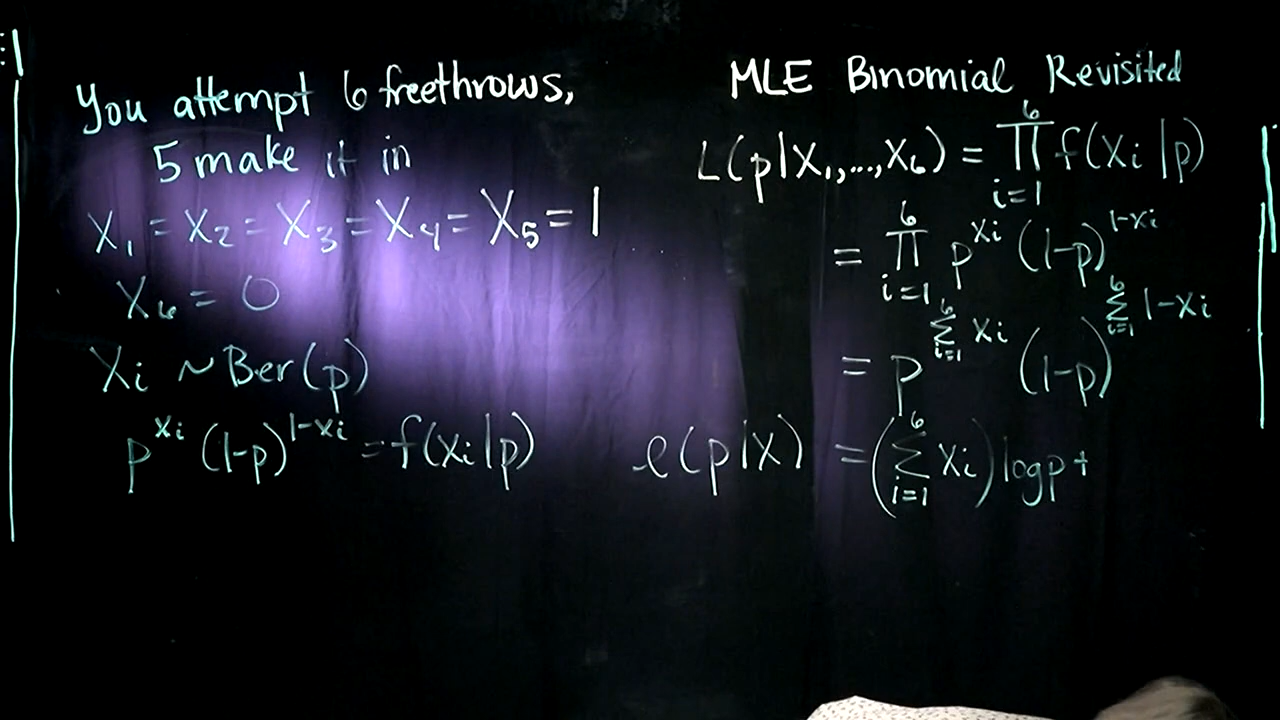 You attempt 6 freethrows,
5 make it in
X₁ = X₂ = X₃ = X₄ = X₅ = 1
X₆ = 0
Xᵢ ~ Ber(p)
p^{xᵢ} (1-p)^{1-xᵢ} = f(xᵢ|p)
MLE Binomial Revisited
L(p|X₁,...,X₆) = ∏_{i=1}^{6} f(xᵢ|p)
= ∏_{i=1}^{6} p^{xᵢ} (1-p)^{1-xᵢ}
= p^{∑_{i=1}^{6} xᵢ} (1-p)^{∑_{i=1}^{6} 1-xᵢ}
ℓ(p|X) = (∑_{i=1}^{6} xᵢ) log p +